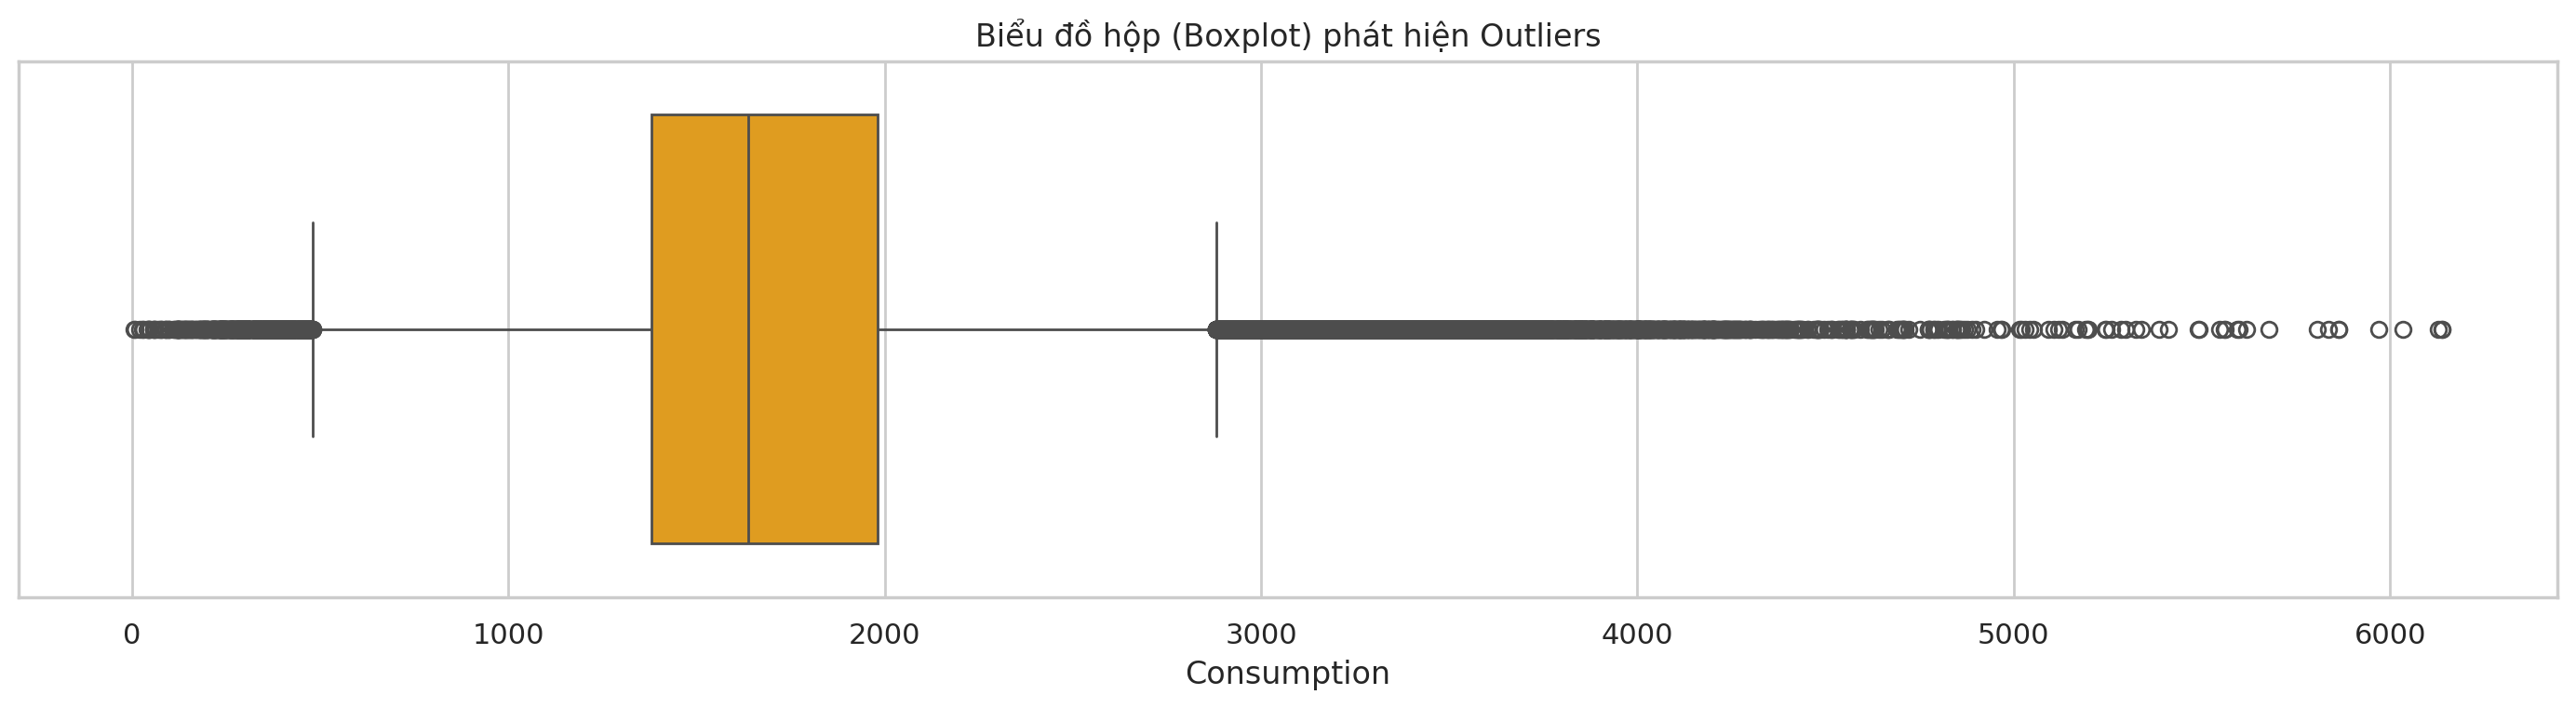 Biểu đồ hộp (Boxplot) phát hiện Outliers
0 1000 2000 3000 4000 5000 6000
Consumption